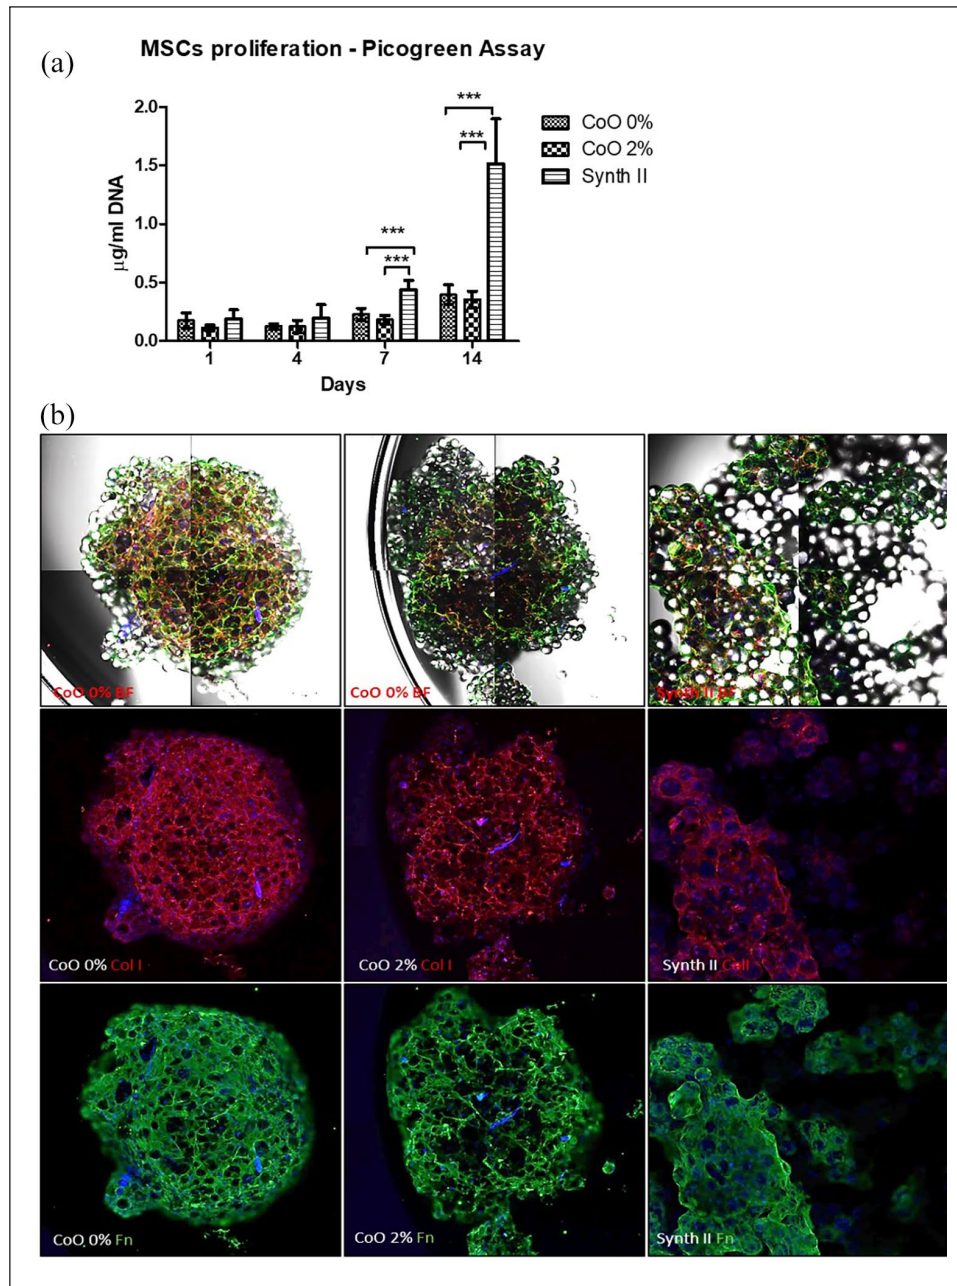 (a)
MSCs proliferation - Picogreen Assay
*** 
***
***
***
2.0
1.5
1.0
0.5
0.0
μg/ml DNA
1 4 7 14
Days
CoO 0%
CoO 2%
Synth II
(b)
CoO 0% BF
CoO 0% BF
Synth II BF
CoO 0% Col I
CoO 2% Col I
Synth II ColI
CoO 0% Fn
CoO 2% Fn
Synth II Fn